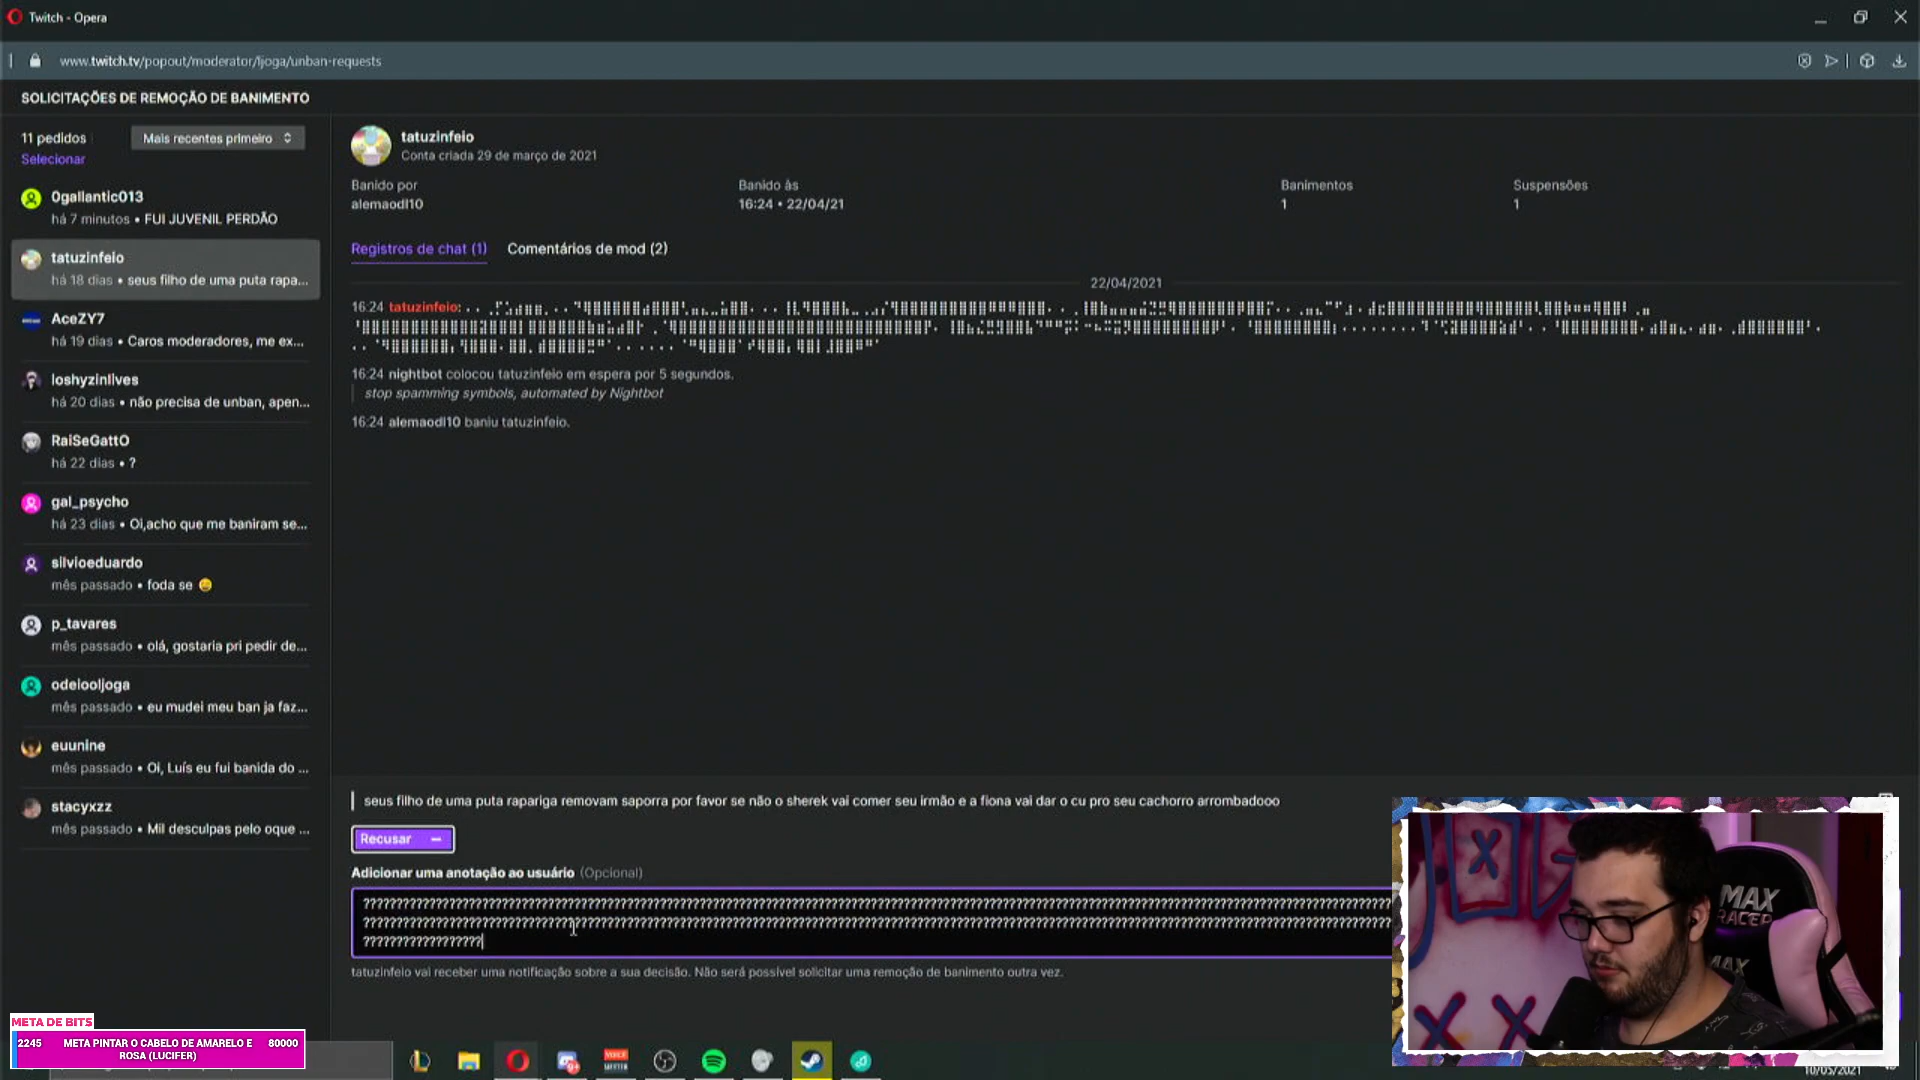 Twitch - Opera
www.twitch.tv/popout/moderator/ljoga/unban-requests
SOLICITAÇÕES DE REMOÇÃO DE BANIMENTO
11 pedidos
Mais recentes primeiro
Selecionar
0gallantic013
há 7 minutos • FUI JUVENIL PERDÃO
tatuzinfeio
há 18 dias • seus filho de uma puta rapa...
AceZY7
há 19 dias • Caros moderadores, me ex...
loshyzinlives
há 20 dias • não precisa de unban, apen...
RaiSeGattO
há 22 dias • ?
gal_psycho
há 23 dias • Oi,acho que me baniram se...
silvioeduardo
mês passado • foda se
p_tavares
mês passado • olá, gostaria pri pedir de...
odeiooljoga
mês passado • eu mudei meu ban ja faz...
euunine
mês passado • Oi, Luís eu fui banida do ...
stacyxzz
mês passado • Mil desculpas pelo oque ...
tatuzinfeio
Conta criada 29 de março de 2021
Banido por
alemaodl10
Banido às
16:24 • 22/04/21
Banimentos
1
Suspensões
1
Registros de chat (1)
Comentários de mod (2)
22/04/2021
16:24 tatuzinfeio:
16:24 nightbot colocou tatuzinfeio em espera por 5 segundos.
stop spamming symbols, automated by Nightbot
16:24 alemaodl10 baniu tatuzinfeio.
seus filho de uma puta rapariga removam saporra por favor se não o sherek vai comer seu irmão e a fiona vai dar o cu pro seu cachorro arrombadooo
Recusar
Adicionar uma anotação ao usuário (Opcional)
tatuzinfeio vai receber uma notificação sobre a sua decisão. Não será possível solicitar uma remoção de banimento outra vez.
META DE BITS
2245 META PINTAR O CABELO DE AMARELO E 80000
ROSA (LUCIFER)
MAX
RACER
MAX
10/05/2021